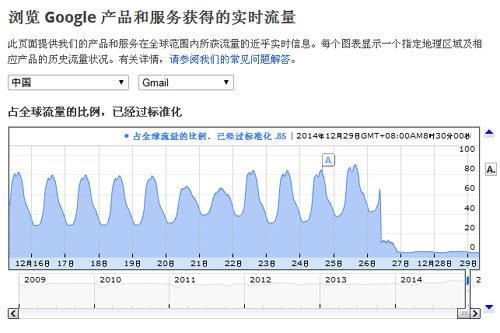 浏览 Google 产品和服务获得的实时流量
此页面提供我们的产品和服务在全球范围内所获流量的近乎实时信息。每个图表显示一个指定地理区域及相
应产品的历史流量状况。有关详情，请参阅我们的常见问题解答。
中国 Gmail
占全球流量的比例，已经过标准化
占全球流量的比例，已经过标准化 .85 | 2014年12月29日GMT+08:00AM8时30分00秒
A
A.
100
80
60
40
20
0
12月16日 17日 18日 20日 21日 22日 23日 25日 26日 27日 12月28日 29日
2009 2010 2011 2012 2013 2014 2